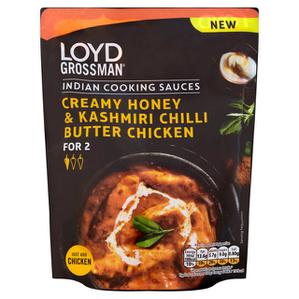 NEW
LOYD
GROSSMAN
INDIAN COOKING SAUCES
CREAMY HONEY
& KASHMIRI CHILLI
BUTTER CHICKEN
FOR 2
JUST ADD
CHICKEN